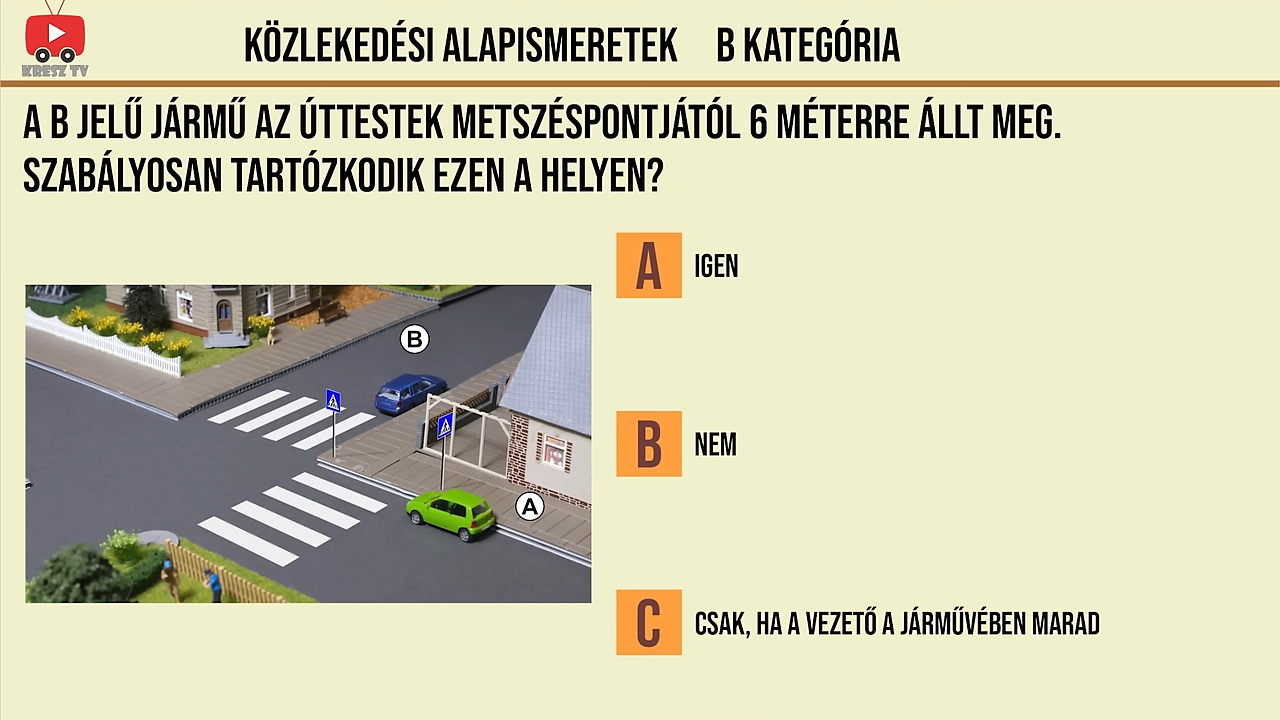 KRESZ TV
KÖZLEKEDÉSI ALAPISMERETEK B KATEGÓRIA
A B JELŰ JÁRMŰ AZ ÚTTESTEK METSZÉSPONTJÁTÓL 6 MÉTERRE ÁLLT MEG.
SZABÁLYOSAN TARTÓZKODIK EZEN A HELYEN?
A IGEN
B NEM
C CSAK, HA A VEZETŐ A JÁRMŰVÉBEN MARAD
B
A